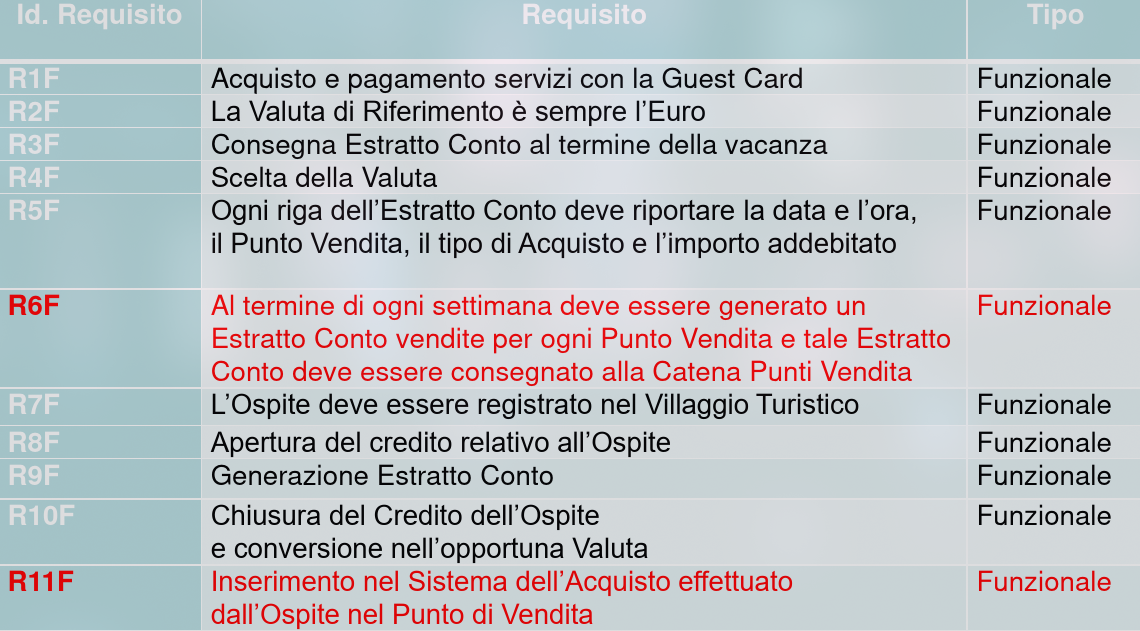 Id. Requisito Requisito Tipo
R1F Acquisto e pagamento servizi con la Guest Card Funzionale
R2F La Valuta di Riferimento è sempre l’Euro Funzionale
R3F Consegna Estratto Conto al termine della vacanza Funzionale
R4F Scelta della Valuta Funzionale
R5F Ogni riga dell’Estratto Conto deve riportare la data e l’ora, Funzionale
il Punto Vendita, il tipo di Acquisto e l’importo addebitato
R6F Al termine di ogni settimana deve essere generato un Funzionale
Estratto Conto vendite per ogni Punto Vendita e tale Estratto
Conto deve essere consegnato alla Catena Punti Vendita
R7F L’Ospite deve essere registrato nel Villaggio Turistico Funzionale
R8F Apertura del credito relativo all’Ospite Funzionale
R9F Generazione Estratto Conto Funzionale
R10F Chiusura del Credito dell’Ospite Funzionale
e conversione nell’opportuna Valuta
R11F Inserimento nel Sistema dell’Acquisto effettuato Funzionale
dall’Ospite nel Punto di Vendita